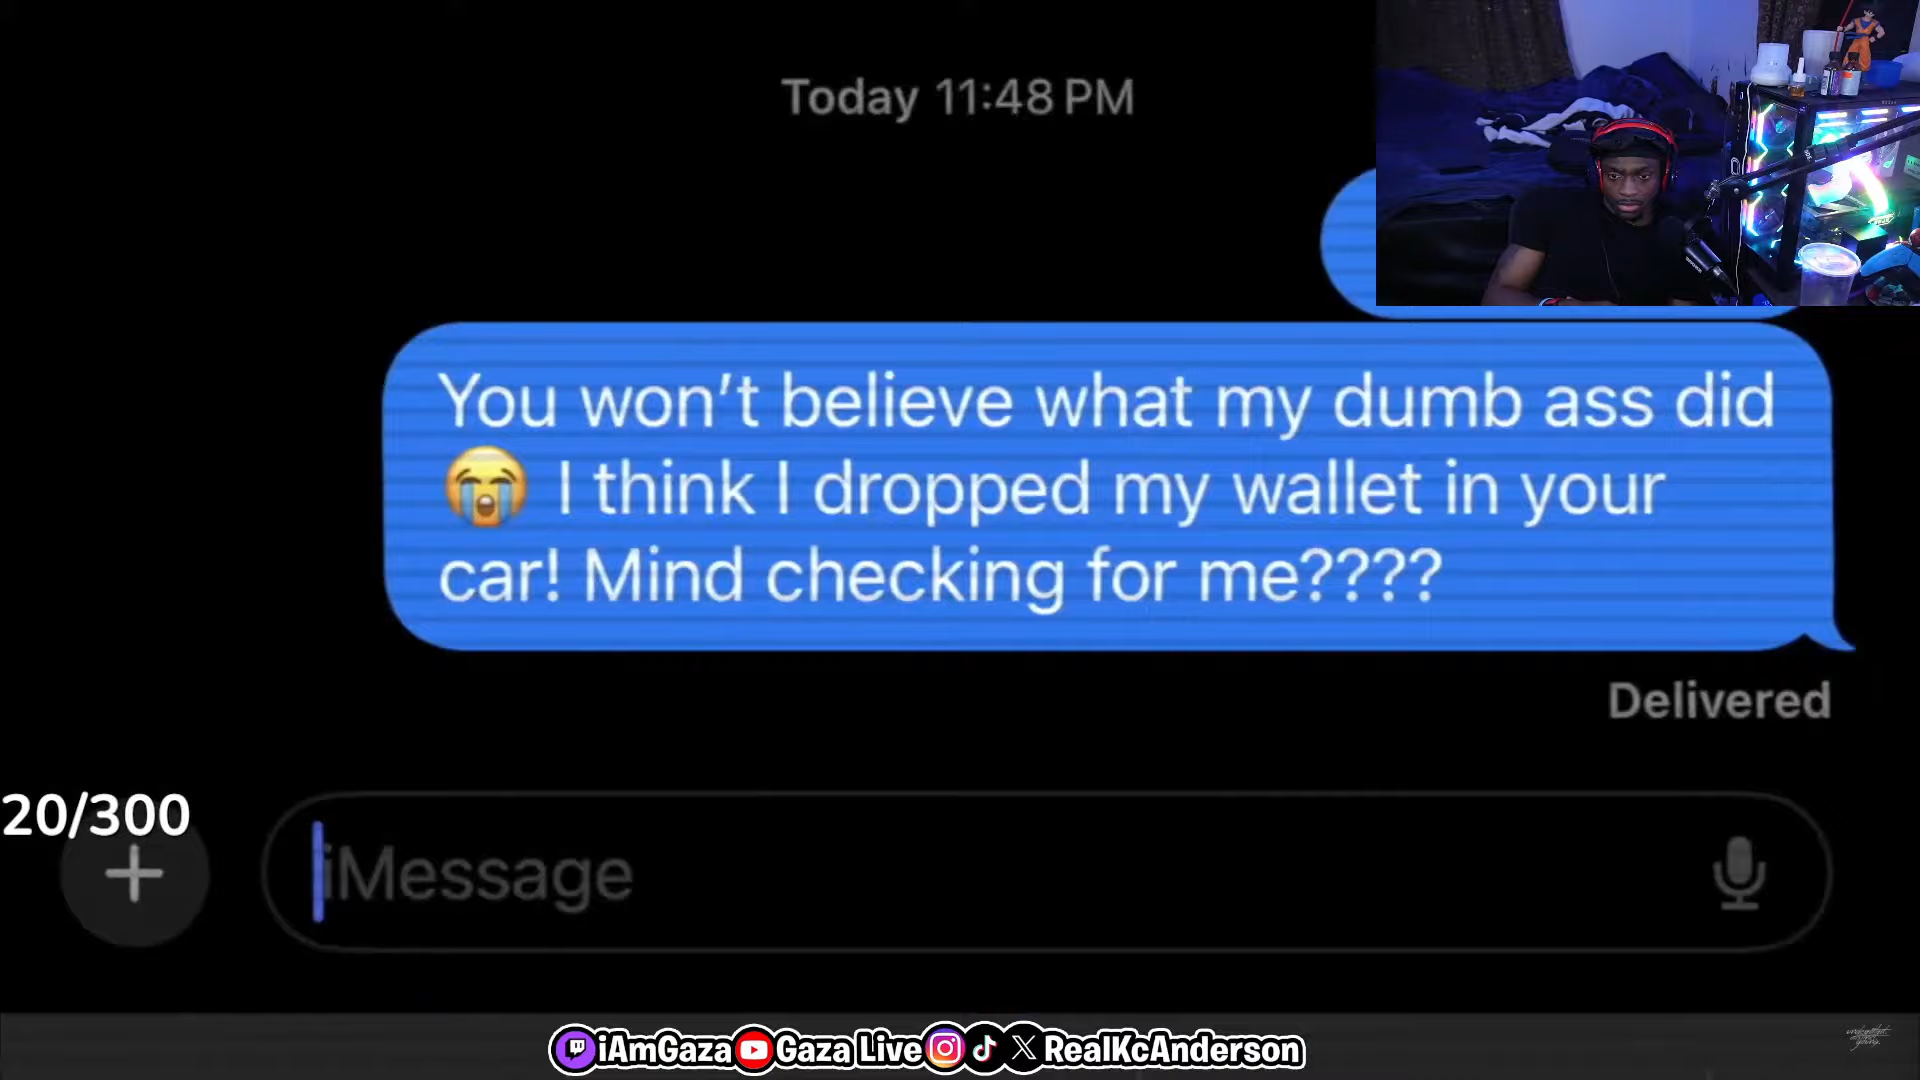 Today 11:48 PM
You won't believe what my dumb ass did
😭 I think I dropped my wallet in your
car! Mind checking for me????
Delivered
20/300
+
iMessage
iAmGaza Gaza Live X RealKcAnderson